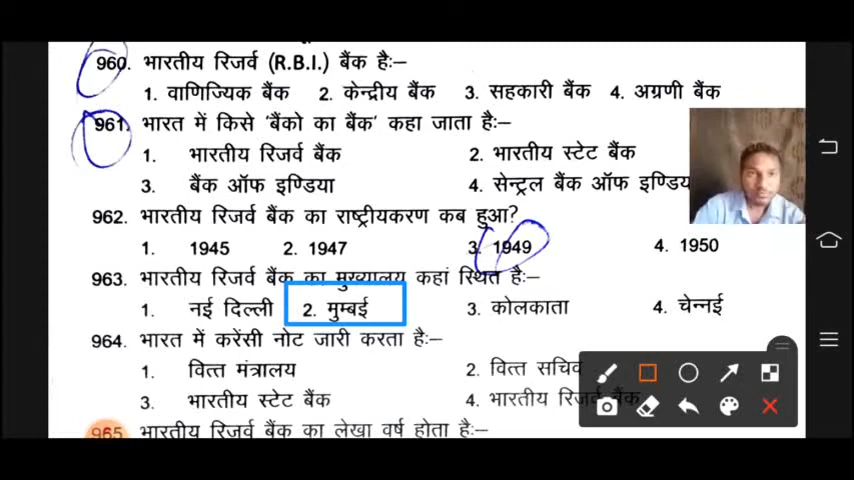 960. भारतीय रिजर्व (R.B.I.) बैंक है:–
1. वाणिज्यिक बैंक 2. केन्द्रीय बैंक 3. सहकारी बैंक 4. अग्रणी बैंक
961. भारत में किसे 'बैंको का बैंक' कहा जाता है:–
1. भारतीय रिजर्व बैंक 2. भारतीय स्टेट बैंक
3. बैंक ऑफ इण्डिया 4. सेन्ट्रल बैंक ऑफ इण्डिय
962. भारतीय रिजर्व बैंक का राष्ट्रीयकरण कब हुआ?
1. 1945 2. 1947 3. 1949 4. 1950
963. भारतीय रिजर्व बैंक का मुख्यालय कहां स्थित है:–
1. नई दिल्ली 2. मुम्बई 3. कोलकाता 4. चेन्नई
964. भारत में करेंसी नोट जारी करता है:–
1. वित्त मंत्रालय 2. वित्त सचिव
3. भारतीय स्टेट बैंक 4. भारतीय रिजर्व बैंक
965. भारतीय रिजर्व बैंक का लेखा वर्ष होता है:–